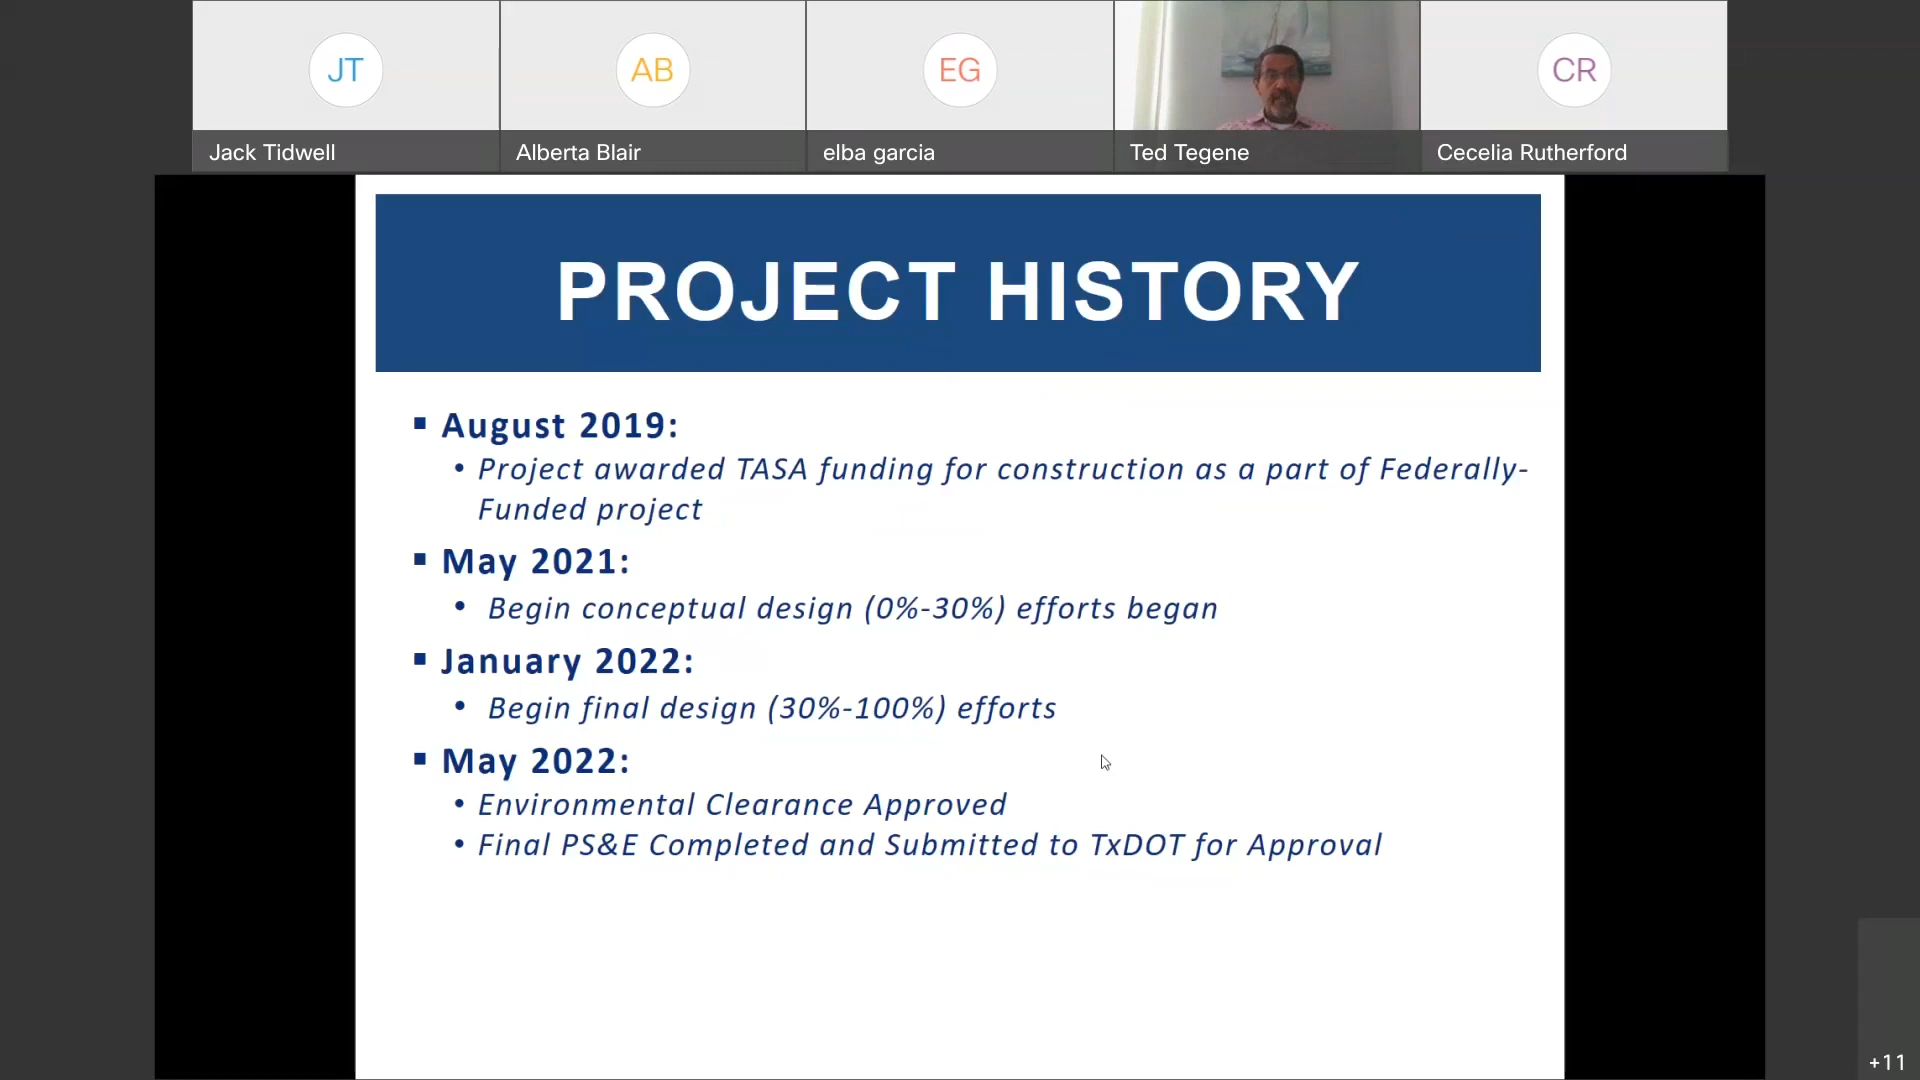 JT
AB
EG
CR
Jack Tidwell
Alberta Blair
elba garcia
Ted Tegene
Cecelia Rutherford
PROJECT HISTORY
▪ August 2019:
• Project awarded TASA funding for construction as a part of Federally-
Funded project
▪ May 2021:
• Begin conceptual design (0%-30%) efforts began
▪ January 2022:
• Begin final design (30%-100%) efforts
▪ May 2022:
• Environmental Clearance Approved
• Final PS&E Completed and Submitted to TxDOT for Approval
+11